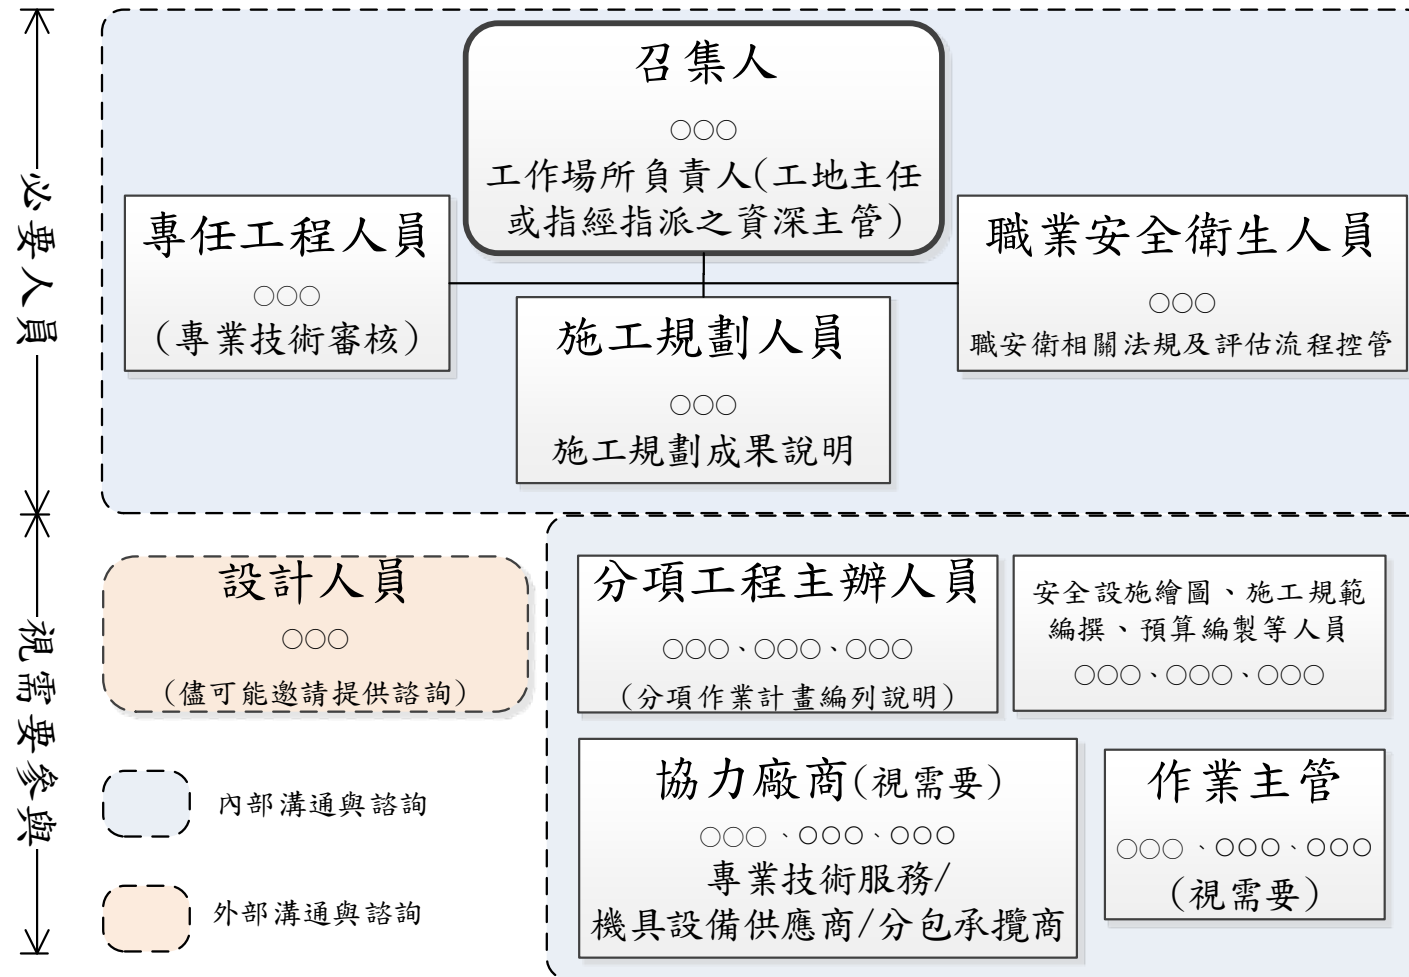 必要人員
召集人
○○○
工作場所負責人(工地主任
或指經指派之資深主管)
專任工程人員
○○○
(專業技術審核)
施工規劃人員
○○○
施工規劃成果說明
職業安全衛生人員
○○○
職安衛相關法規及評估流程控管
視需要參與
設計人員
○○○
(儘可能邀請提供諮詢)
分項工程主辦人員
○○○、○○○、○○○
(分項作業計畫編列說明)
安全設施繪圖、施工規範
編撰、預算編製等人員
○○○、○○○、○○○
協力廠商(視需要)
○○○、○○○、○○○
專業技術服務/
機具設備供應商/分包承攬商
作業主管
○○○、○○○、○○○
(視需要)
內部溝通與諮詢
外部溝通與諮詢